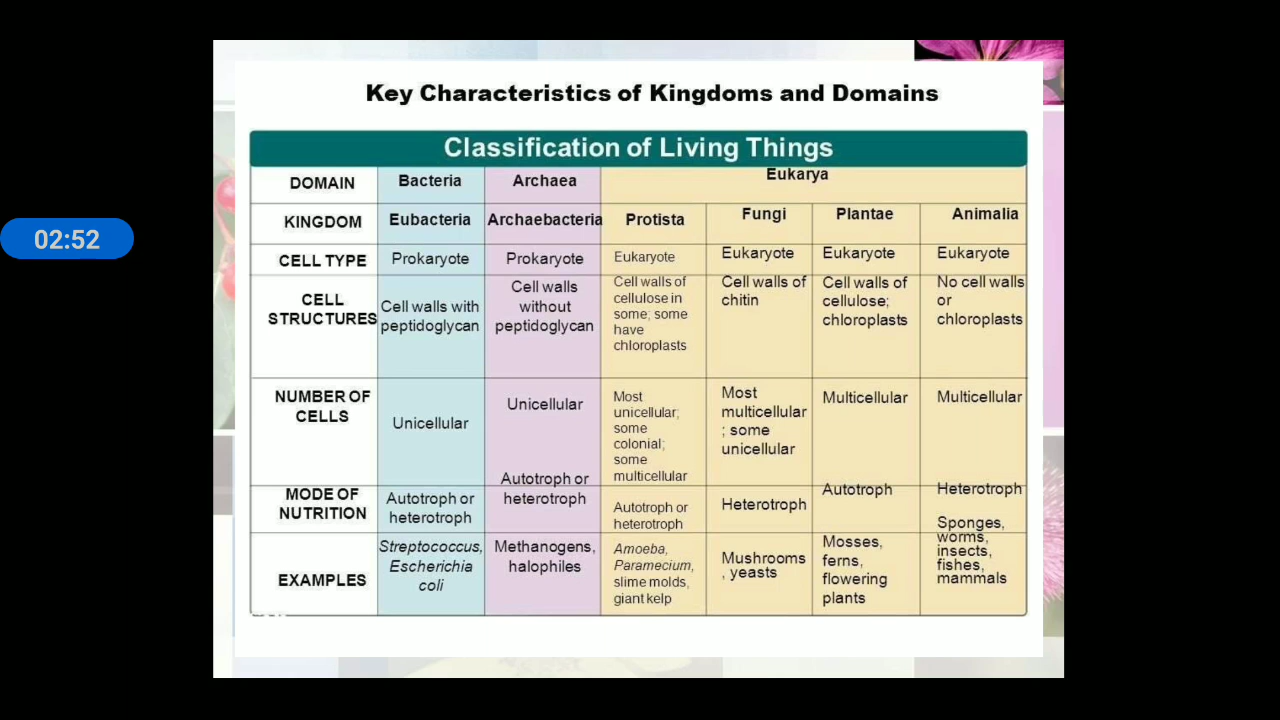 Key Characteristics of Kingdoms and Domains
02:52
Classification of Living Things
DOMAIN Bacteria Archaea Eukarya
KINGDOM Eubacteria Archaebacteria Protista Fungi Plantae Animalia
CELL TYPE Prokaryote Prokaryote Eukaryote Eukaryote Eukaryote Eukaryote
CELL
STRUCTURES
Cell walls with
peptidoglycan
Cell walls
without
peptidoglycan
Cell walls of
cellulose in
some; some
have
chloroplasts
Cell walls of
chitin
Cell walls of
cellulose;
chloroplasts
No cell walls
or
chloroplasts
NUMBER OF
CELLS
Unicellular
Unicellular
Most
unicellular;
some
colonial;
some
multicellular
Most
multicellular
; some
unicellular
Multicellular
Multicellular
MODE OF
NUTRITION
Autotroph or
heterotroph
Autotroph or
heterotroph
Autotroph or
heterotroph
Heterotroph
Autotroph
Heterotroph
EXAMPLES
Streptococcus,
Escherichia
coli
Methanogens,
halophiles
Amoeba,
Paramecium,
slime molds,
giant kelp
Mushrooms
, yeasts
Mosses,
ferns,
flowering
plants
Sponges,
worms,
insects,
fishes,
mammals